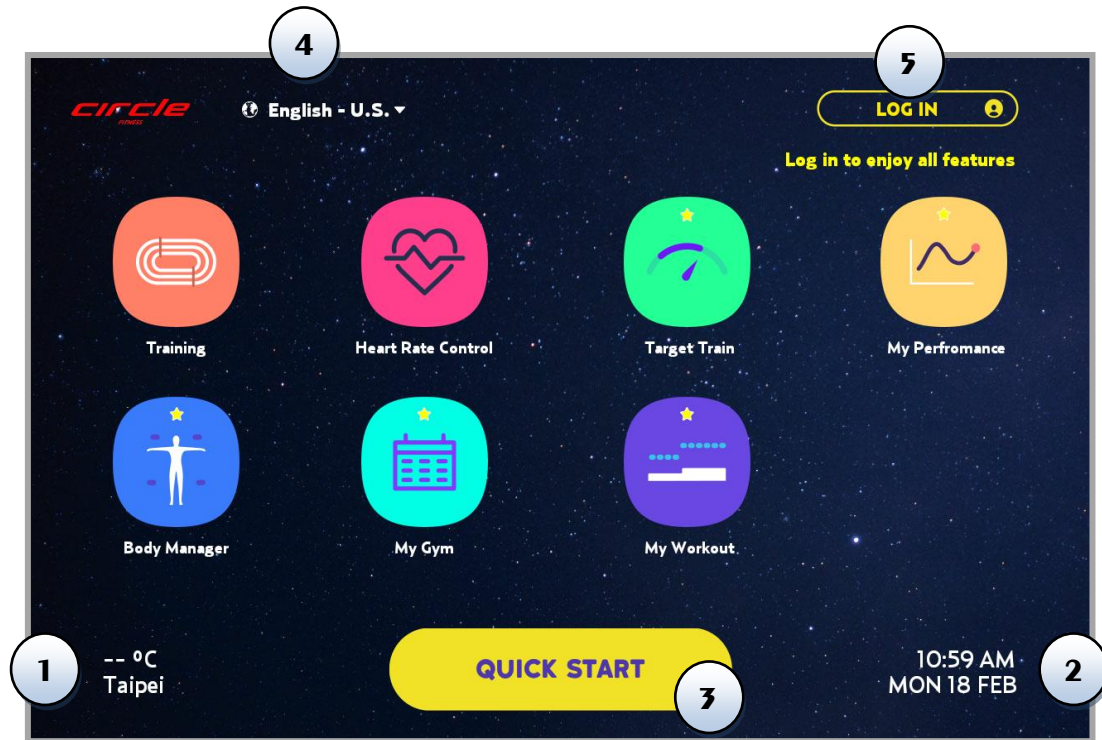 4
5
circle
FITNESS
English - U.S.
LOG IN
Log in to enjoy all features
Training
Heart Rate Control
Target Train
My Perfromance
Body Manager
My Gym
My Workout
1
-- ºC
Taipei
QUICK START
3
10:59 AM
MON 18 FEB
2